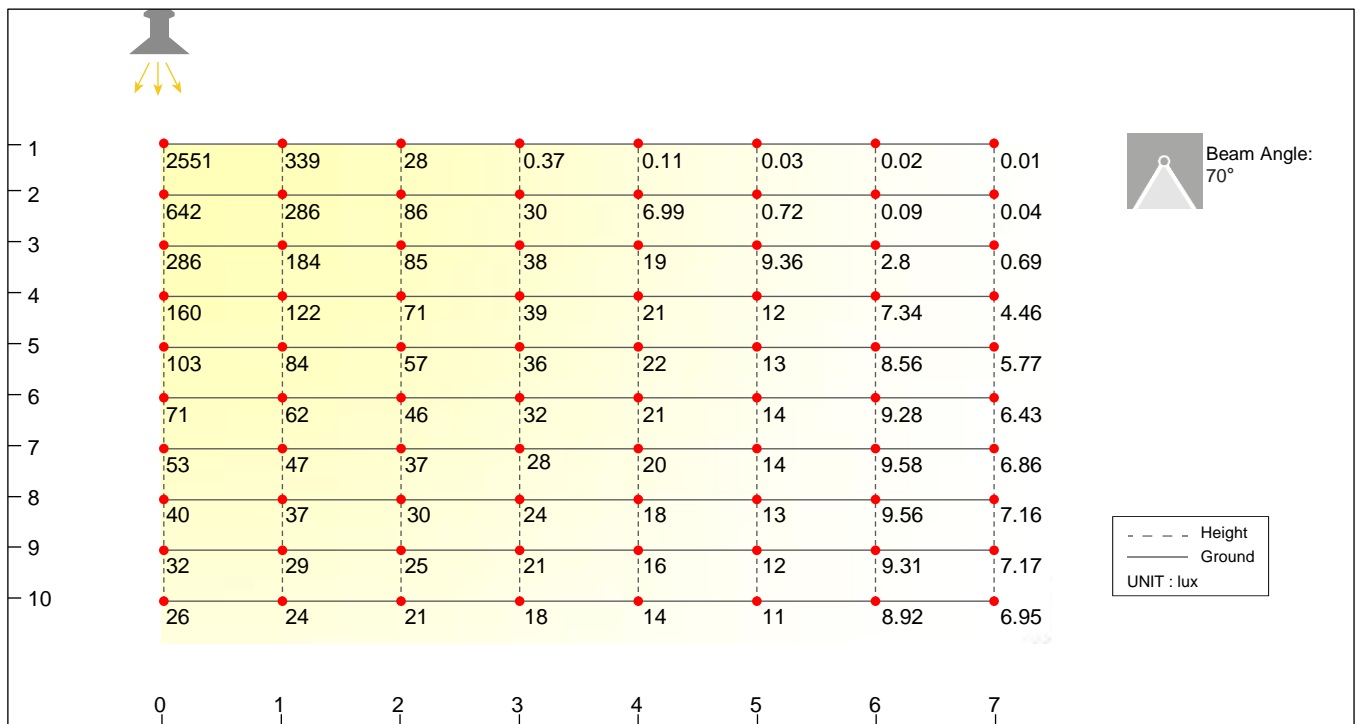 1
2551 339 28 0.37 0.11 0.03 0.02 0.01
Beam Angle:
70°
2
642 286 86 30 6.99 0.72 0.09 0.04
3
286 184 85 38 19 9.36 2.8 0.69
4
160 122 71 39 21 12 7.34 4.46
5
103 84 57 36 22 13 8.56 5.77
6
71 62 46 32 21 14 9.28 6.43
7
53 47 37 28 20 14 9.58 6.86
8
40 37 30 24 18 13 9.56 7.16
9
32 29 25 21 16 12 9.31 7.17
10
26 24 21 18 14 11 8.92 6.95
Height
Ground
UNIT : lux
0 1 2 3 4 5 6 7